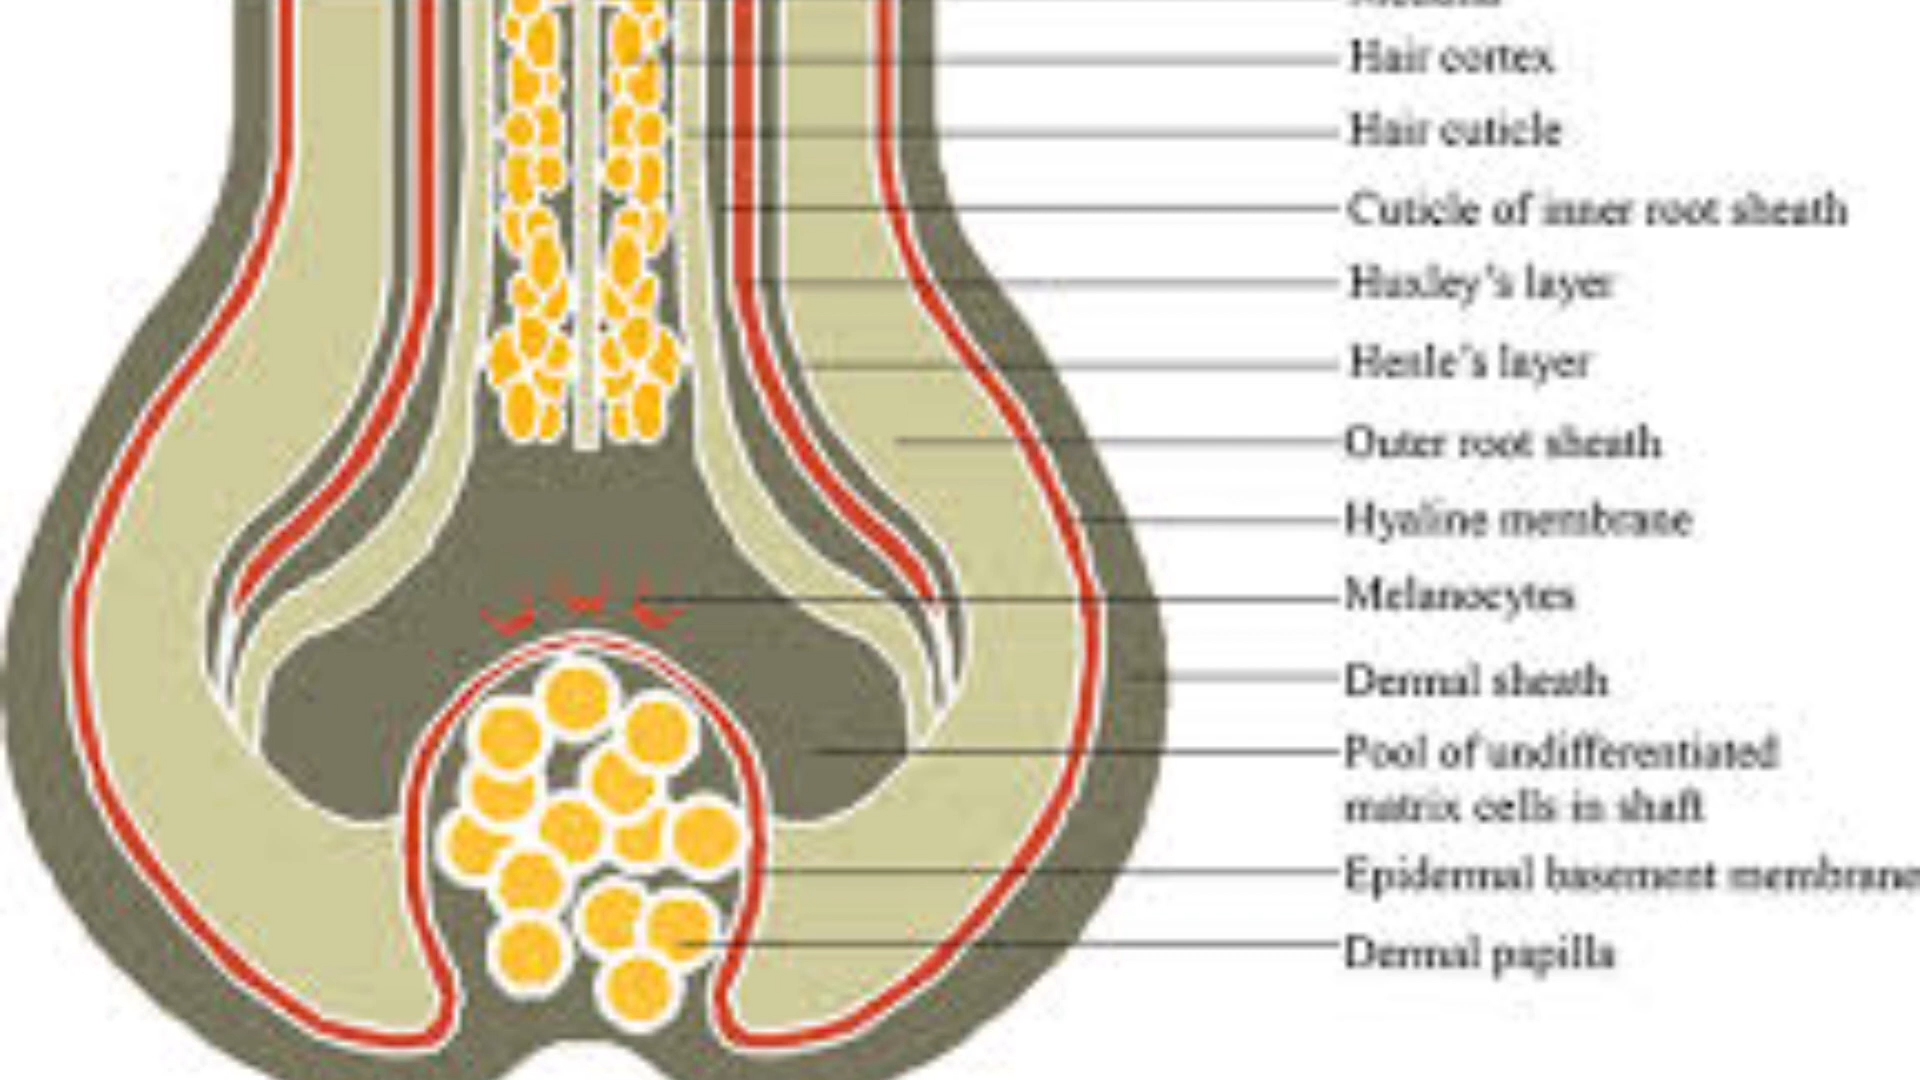 Hair cortex
Hair cuticle
Cuticle of inner root sheath
Huxley's layer
Henle's layer
Outer root sheath
Hyaline membrane
Melanocytes
Dermal sheath
Pool of undifferentiated
matrix cells in shaft
Epidermal basement membrane
Dermal papilla